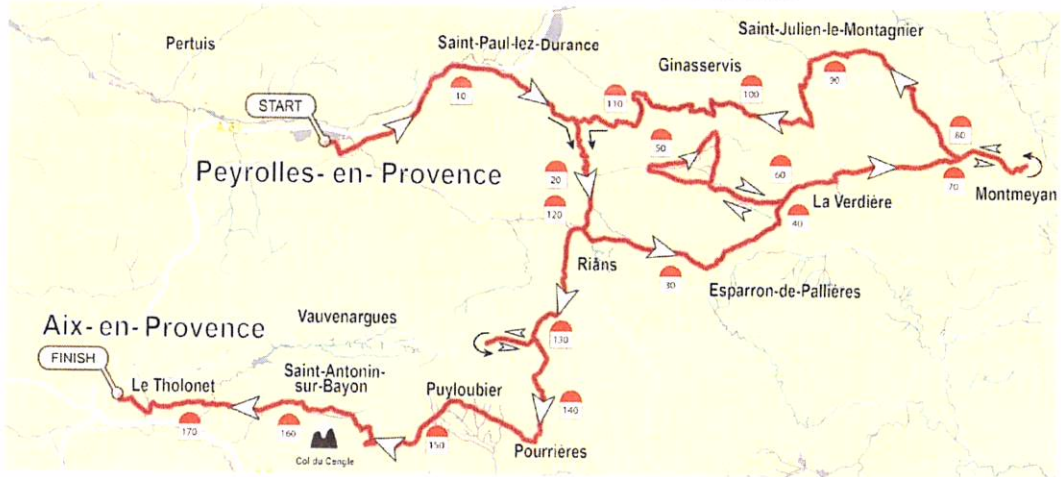 Saint-Julien-le-Montagnier
Saint-Paul-lez-Durance
Pertuis
Ginasservis
10
110
100
90
START
Peyrolles-en-Provence
50
60
80
70
Montmeyan
20
120
40
La Verdière
Rians
30
Esparron-de-Pallières
Aix-en-Provence
Vauvenargues
130
FINISH
Le Tholonet
Saint-Antonin-
sur-Bayon
Puyloubier
140
170
160
150
Pourrières
Col du Cengle